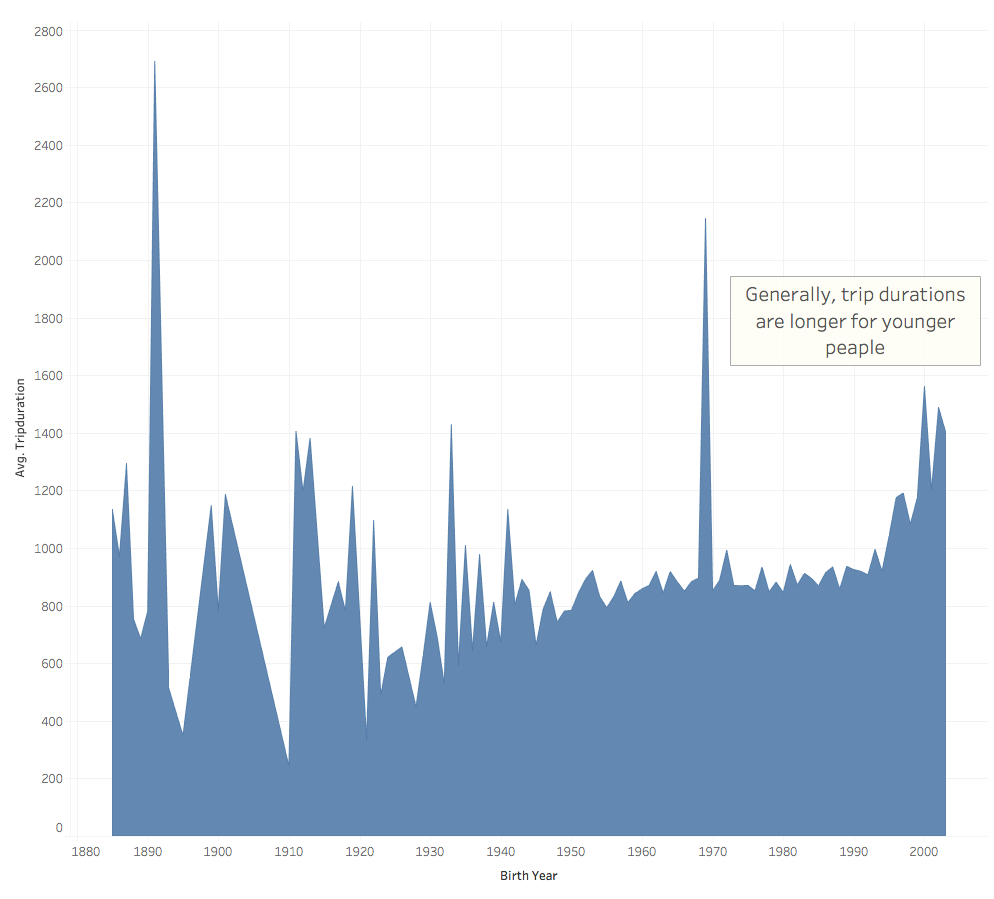 2800
2600
2400
2200
2000
1800
1600
1400
1200
1000
800
600
400
200
0
Avg. Tripduration
Generally, trip durations
are longer for younger
peaple
1880 1890 1900 1910 1920 1930 1940 1950 1960 1970 1980 1990 2000
Birth Year